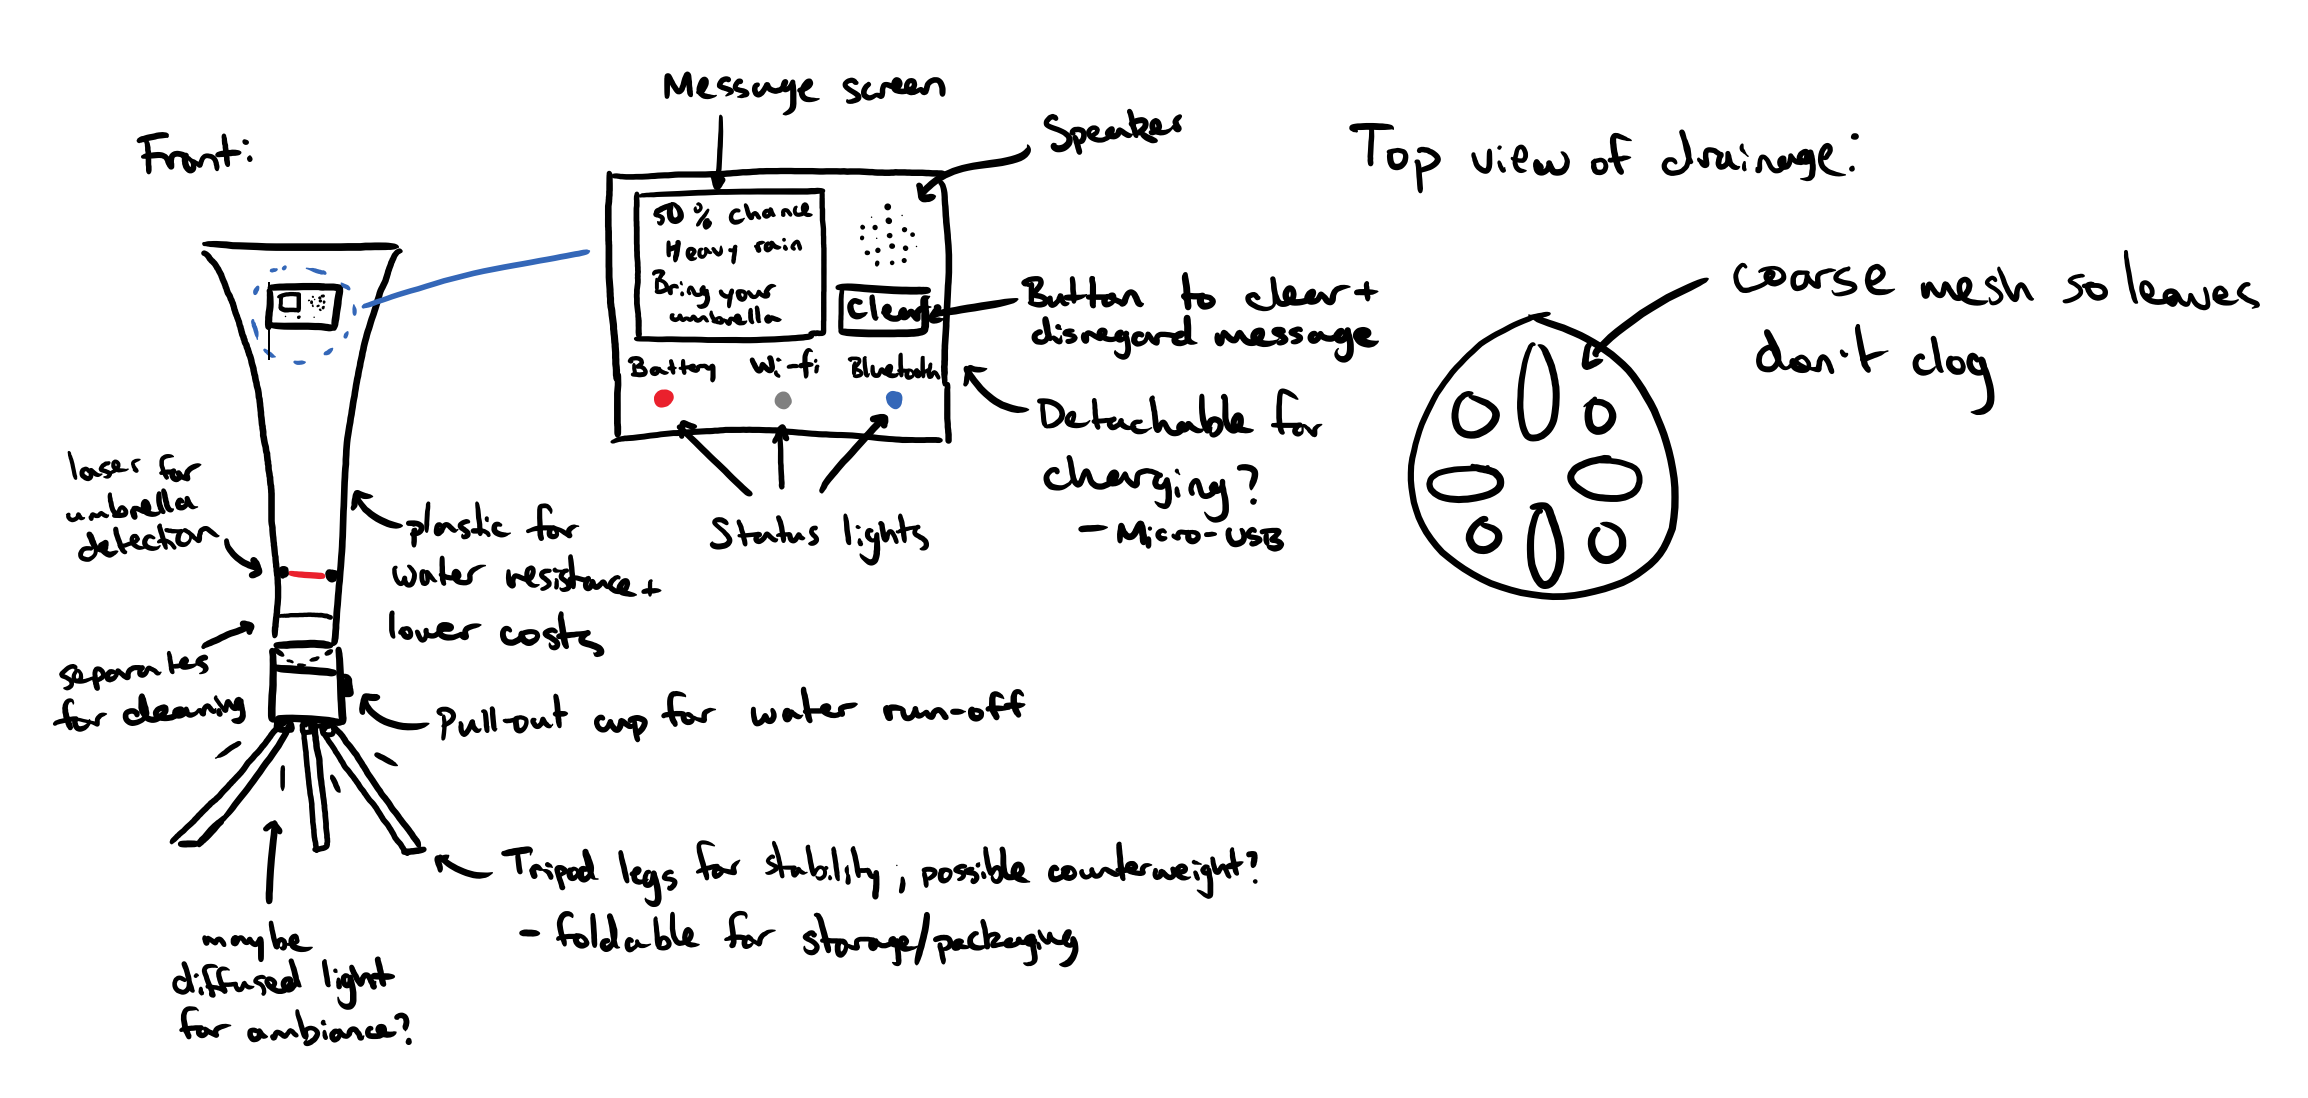 Front:
Message screen
Speaker
50% chance
Heavy rain
Bring your
umbrella
Clear
Battery Wi-fi Bluetooth
Button to clear +
disregard message
Detachable for
charging?
- Micro-USB
Status lights
laser for
umbrella
detection
plastic for
water resistance +
lower costs
separates
for cleaning
Pull-out cup for water run-off
Tripod legs for stability, possible counterweight?
- foldable for storage/packaging
maybe
diffused light
for ambiance?
Top view of drainage:
coarse mesh so leaves
don't clog